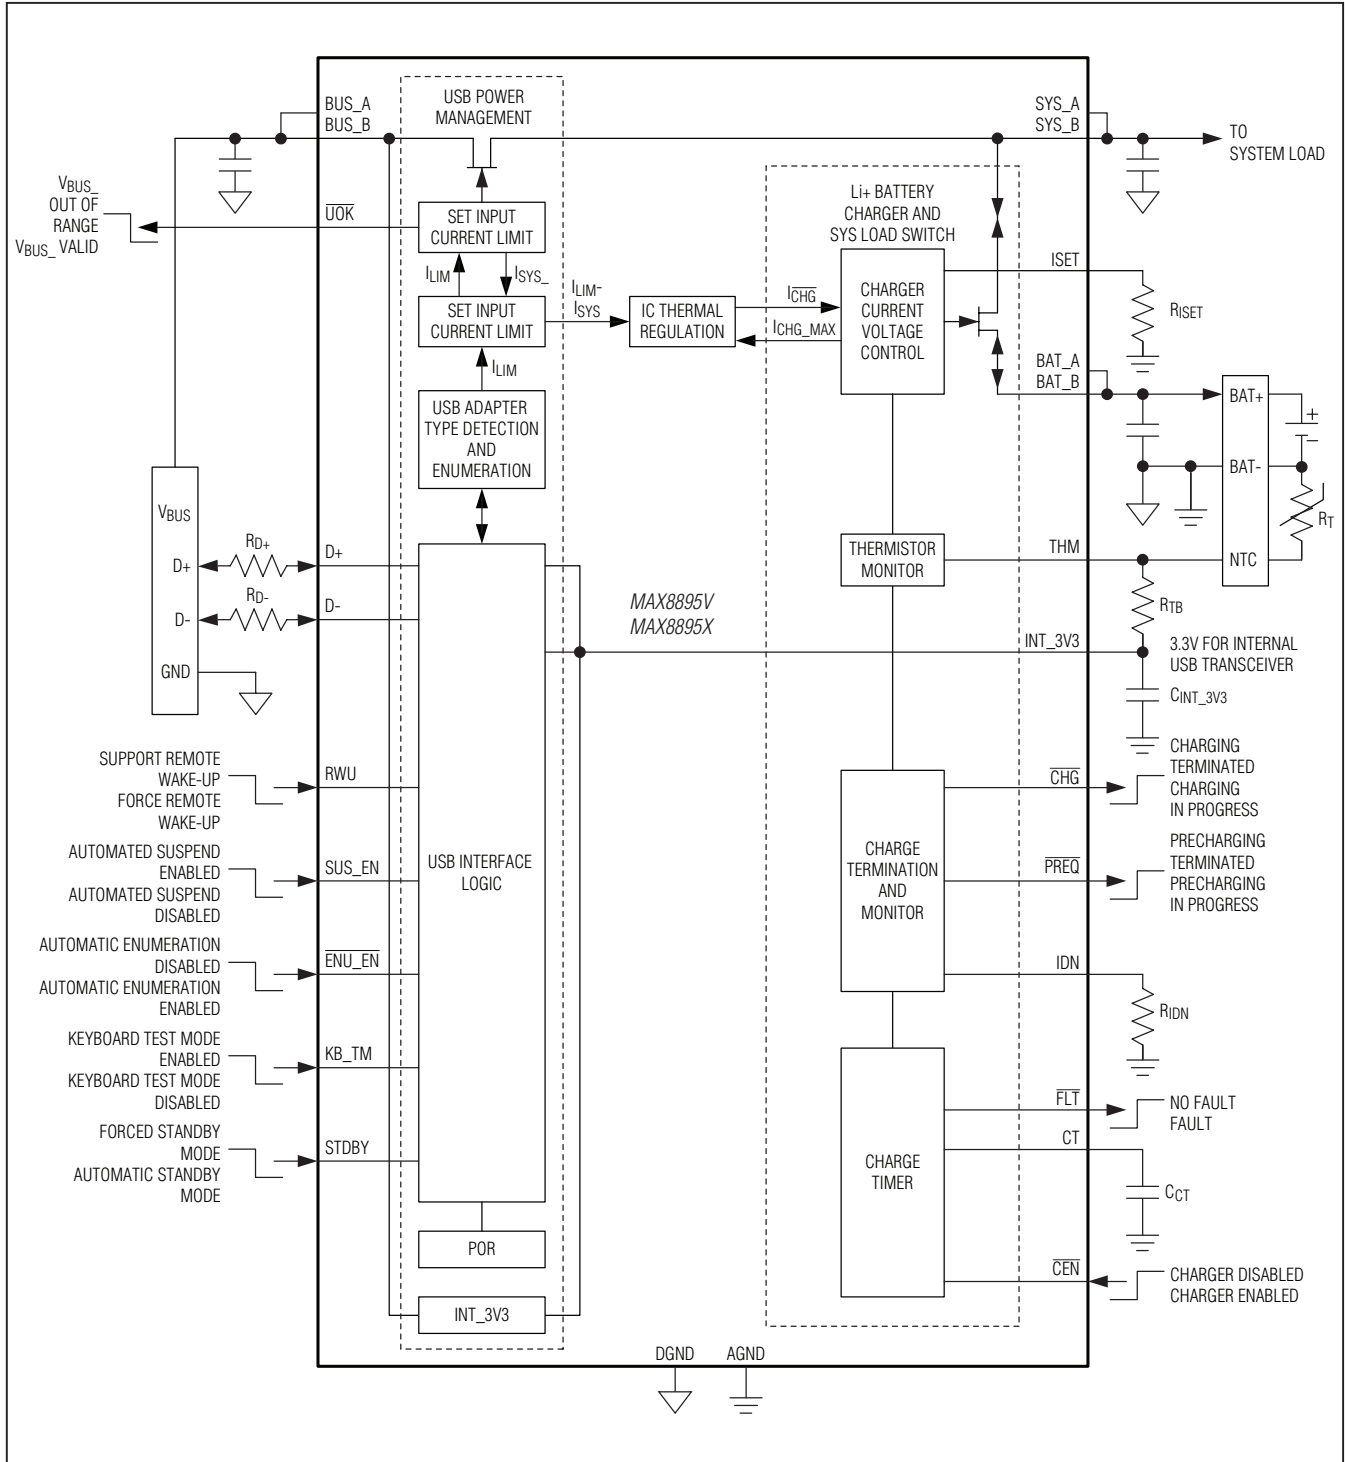 BUS_A
BUS_B
USB POWER
MANAGEMENT
SYS_A
SYS_B
TO
SYSTEM LOAD
VBUS_
OUT OF
RANGE
VBUS_ VALID
UOK
SET INPUT
CURRENT LIMIT
ILIM
ISYS_
SET INPUT
CURRENT LIMIT
ILIM-
ISYS
IC THERMAL
REGULATION
ICHG
ICHG_MAX
Li+ BATTERY
CHARGER AND
SYS LOAD SWITCH
CHARGER
CURRENT
VOLTAGE
CONTROL
ISET
RISET
BAT_A
BAT_B
BAT+
+
-
BAT-
RT
NTC
ILIM
USB ADAPTER
TYPE DETECTION
AND
ENUMERATION
VBUS
D+
D-
GND
RD+
RD-
D+
D-
THERMISTOR
MONITOR
THM
RTB
MAX8895V
MAX8895X
INT_3V3
3.3V FOR INTERNAL
USB TRANSCEIVER
CINT_3V3
SUPPORT REMOTE
WAKE-UP
FORCE REMOTE
WAKE-UP
RWU
AUTOMATED SUSPEND
ENABLED
AUTOMATED SUSPEND
DISABLED
SUS_EN
USB INTERFACE
LOGIC
AUTOMATIC ENUMERATION
DISABLED
AUTOMATIC ENUMERATION
ENABLED
ENU_EN
KEYBOARD TEST MODE
ENABLED
KEYBOARD TEST MODE
DISABLED
KB_TM
FORCED STANDBY
MODE
AUTOMATIC STANDBY
MODE
STDBY
POR
INT_3V3
CHARGE
TERMINATION
AND
MONITOR
CHG
CHARGING
TERMINATED
CHARGING
IN PROGRESS
PREQ
PRECHARGING
TERMINATED
PRECHARGING
IN PROGRESS
IDN
RIDN
CHARGE
TIMER
FLT
NO FAULT
FAULT
CT
CCT
CEN
CHARGER DISABLED
CHARGER ENABLED
DGND
AGND